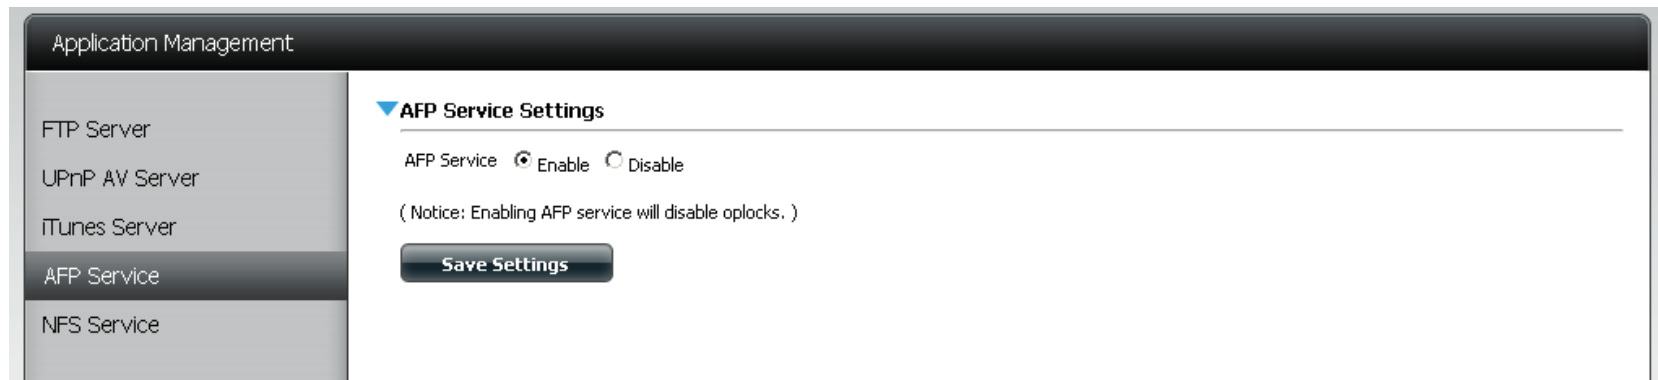 Application Management
FTP Server
UPnP AV Server
iTunes Server
AFP Service
NFS Service
AFP Service Settings
AFP Service Enable Disable
( Notice: Enabling AFP service will disable oplocks. )
Save Settings